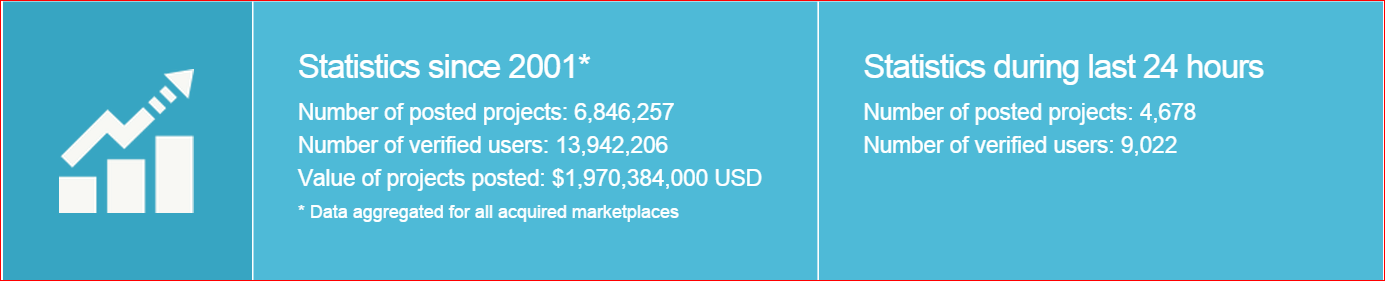 Statistics since 2001*
Number of posted projects: 6,846,257
Number of verified users: 13,942,206
Value of projects posted: $1,970,384,000 USD
* Data aggregated for all acquired marketplaces
Statistics during last 24 hours
Number of posted projects: 4,678
Number of verified users: 9,022